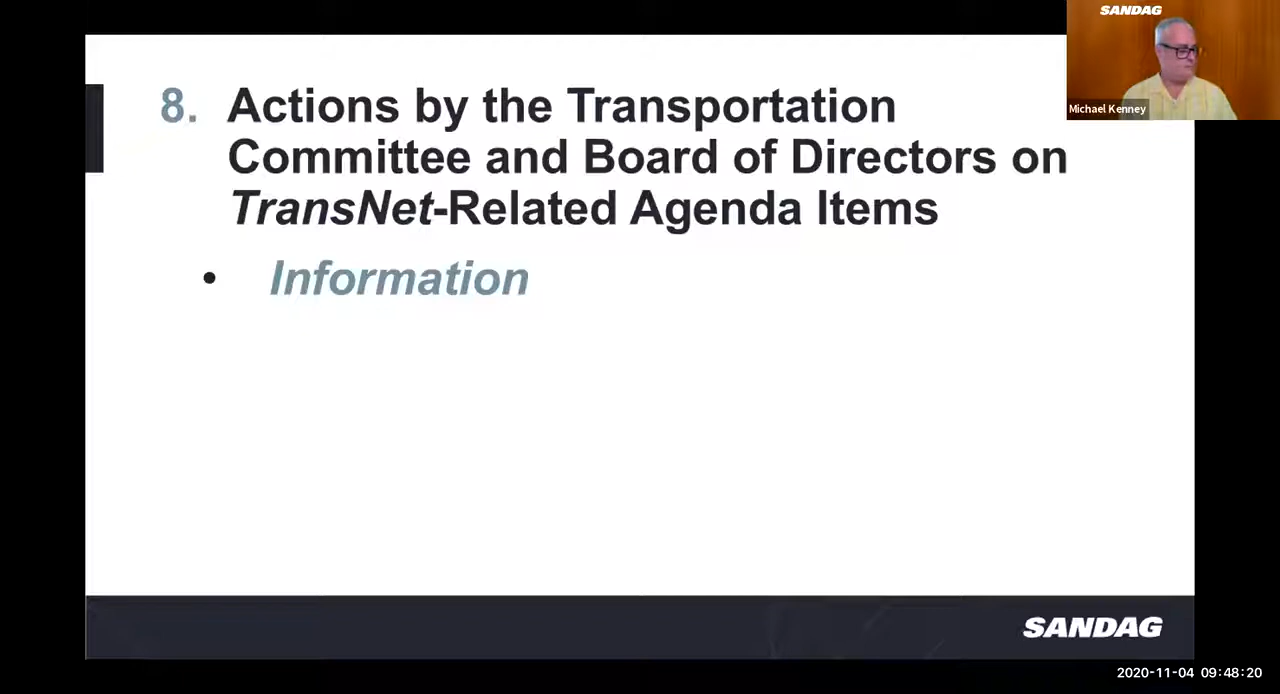 SANDAG
Michael Kenney
8. Actions by the Transportation
Committee and Board of Directors on
TransNet-Related Agenda Items
• Information
SANDAG
2020-11-04 09:48:20